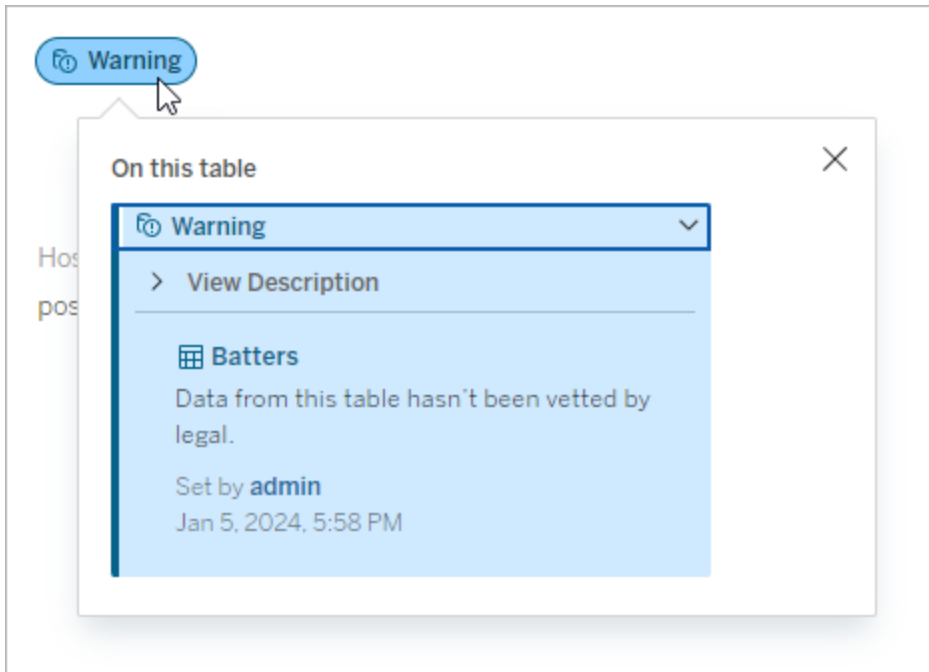 Warning
On this table
Warning
View Description
Batters
Data from this table hasn't been vetted by
legal.
Set by admin
Jan 5, 2024, 5:58 PM